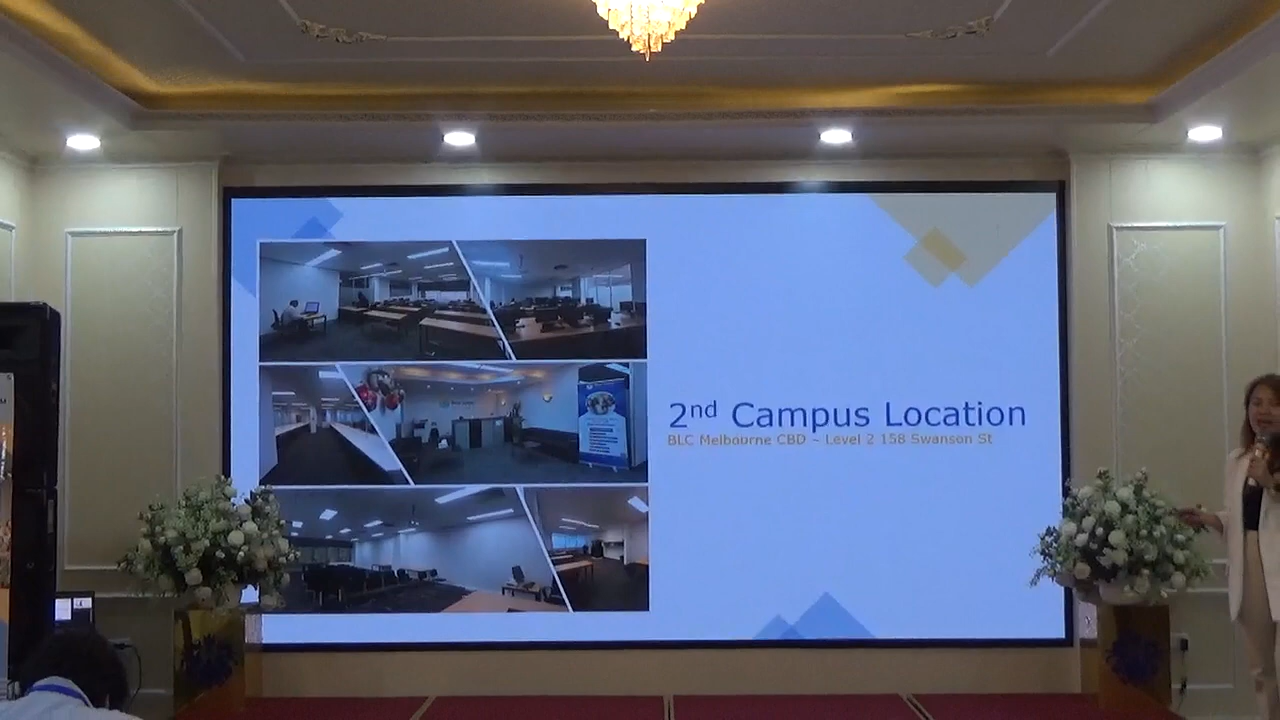 2nd Campus Location
BLC Melbourne CBD ~ Level 2 158 Swanson St